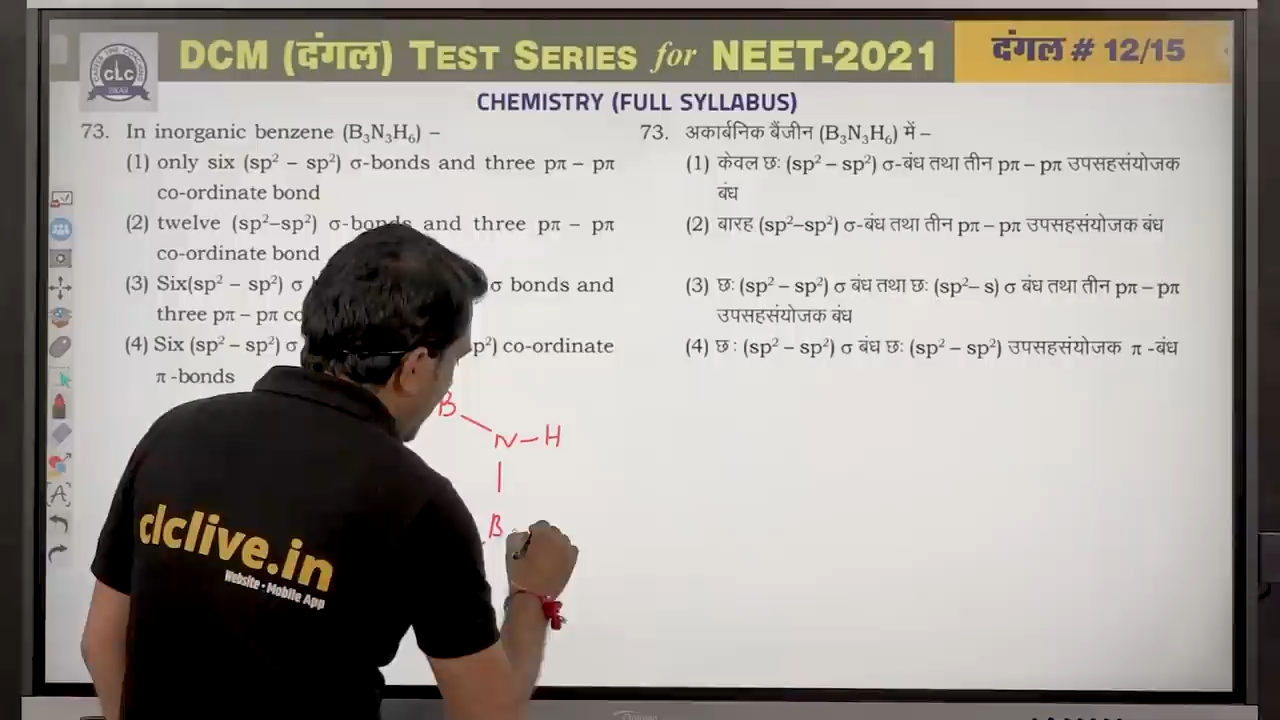 DCM (दंगल) TEST SERIES for NEET-2021
दंगल # 12/15
CLC
CHEMISTRY (FULL SYLLABUS)
73. In inorganic benzene (B₃N₃H₆) –
(1) only six (sp² – sp²) σ-bonds and three pπ – pπ
co-ordinate bond
(2) twelve (sp²–sp²) σ-bonds and three pπ – pπ
co-ordinate bond
(3) Six(sp² – sp²) σ σ bonds and
three pπ – pπ
(4) Six (sp² – sp²) σ co-ordinate
π -bonds
73. अकार्बनिक बैंजीन (B₃N₃H₆) में –
(1) केवल छः (sp² – sp²) σ-बंध तथा तीन pπ – pπ उपसहसंयोजक
बंध
(2) बारह (sp²–sp²) σ-बंध तथा तीन pπ – pπ उपसहसंयोजक बंध
(3) छः (sp² – sp²) σ बंध तथा छः (sp²– s) σ बंध तथा तीन pπ – pπ
उपसहसंयोजक बंध
(4) छः (sp² – sp²) σ बंध छः (sp² – sp²) उपसहसंयोजक π -बंध
B
N – H
B
clclive.in
Website • Mobile App